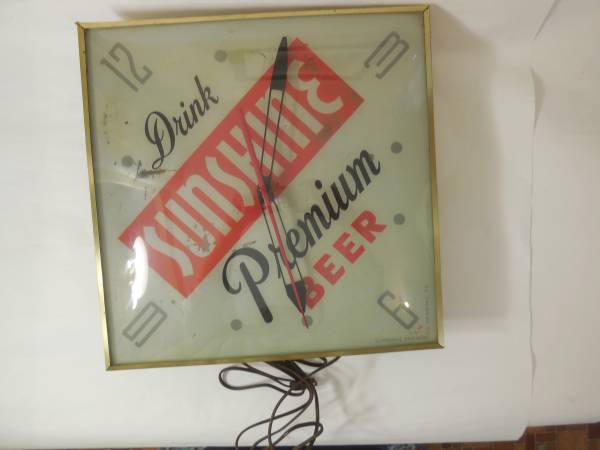 12
3
Drink
SUNSHINE
Premium
BEER
9
6